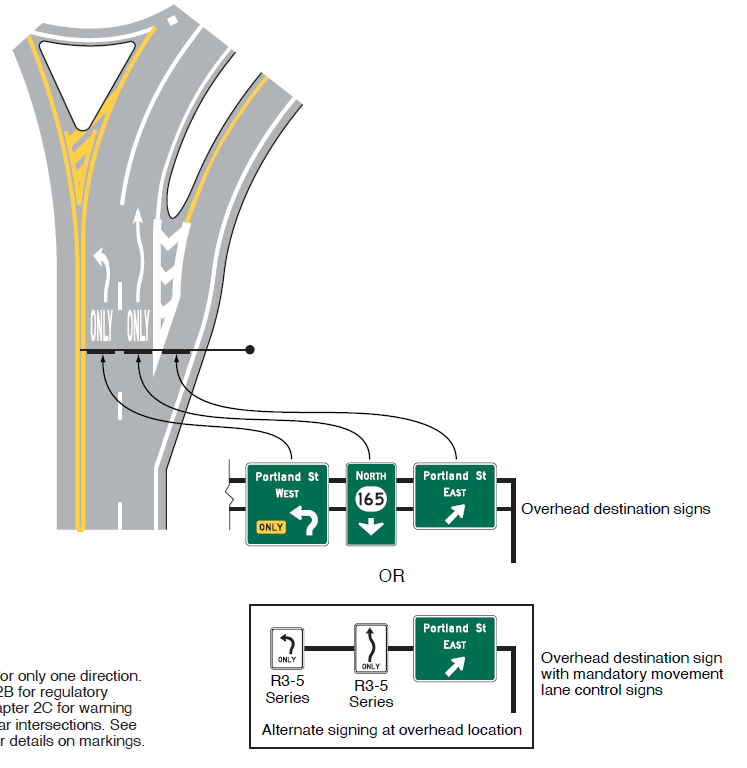 ONLY ONLY
Portland St
WEST
ONLY
NORTH
165
Portland St
EAST
Overhead destination signs
OR
ONLY
R3-5
Series
ONLY
R3-5
Series
Portland St
EAST
Alternate signing at overhead location
Overhead destination sign
with mandatory movement
lane control signs
or only one direction.
2B for regulatory
apter 2C for warning
ar intersections. See
r details on markings.